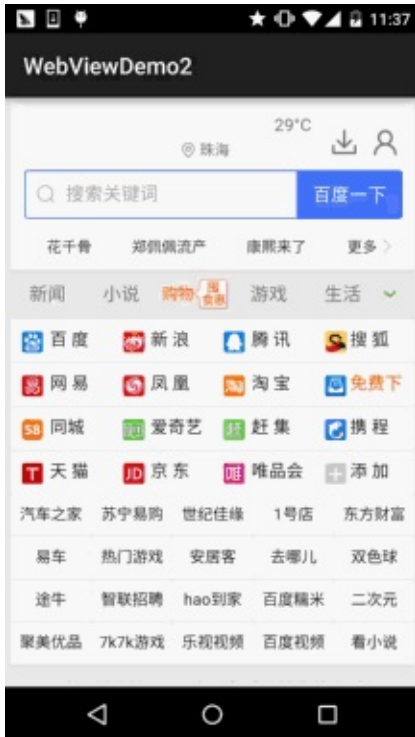 11:37
WebViewDemo2
29°C
珠海
搜索关键词 百度一下
花千骨 郑佩佩流产 康熙来了 更多
新闻 小说 购物 游戏 生活
百度 新浪 腾讯 搜狐
网易 凤凰 淘宝 免费下
58 同城 爱奇艺 赶集 携程
T 天猫 JD 京东 唯 唯品会 添加
汽车之家 苏宁易购 世纪佳缘 1号店 东方财富
易车 热门游戏 安居客 去哪儿 双色球
途牛 智联招聘 hao到家 百度糯米 二次元
聚美优品 7k7k游戏 乐视视频 百度视频 看小说